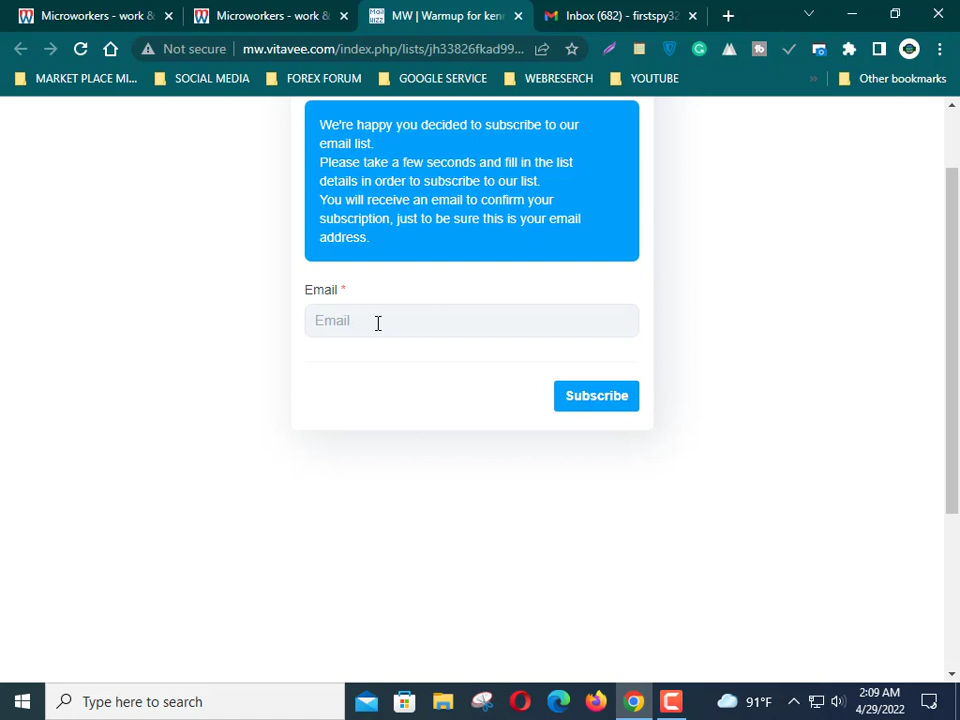 Microworkers - work &
Microworkers - work &
MW | Warmup for kenn
Inbox (682) - firstspy32
Not secure
mw.vitavee.com/index.php/lists/jh33826fkad99...
MARKET PLACE MI...
SOCIAL MEDIA
FOREX FORUM
GOOGLE SERVICE
WEBRESERCH
YOUTUBE
»
Other bookmarks
We're happy you decided to subscribe to our
email list.
Please take a few seconds and fill in the list
details in order to subscribe to our list.
You will receive an email to confirm your
subscription, just to be sure this is your email
address.
Email *
Email
Subscribe
Type here to search
91°F
2:09 AM
4/29/2022